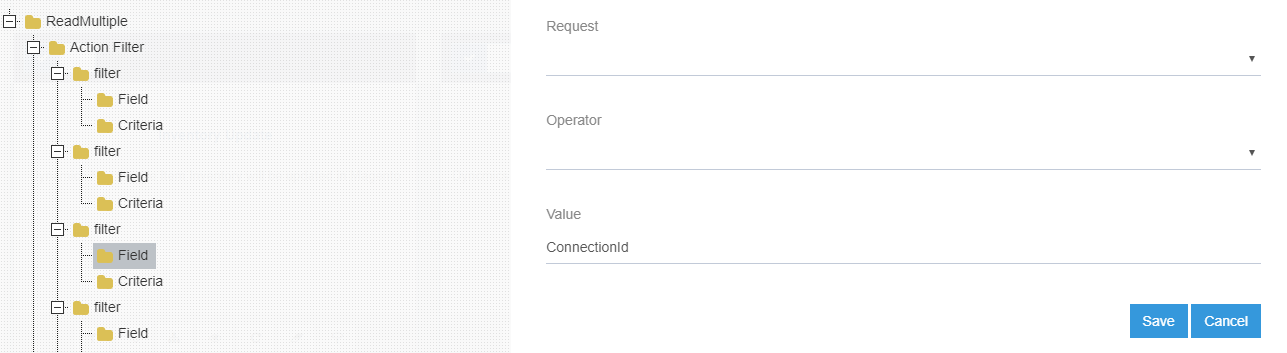 ReadMultiple
Action Filter
filter
Field
Criteria
filter
Field
Criteria
filter
Field
Criteria
filter
Field
Request
Operator
Value
ConnectionId
Save Cancel